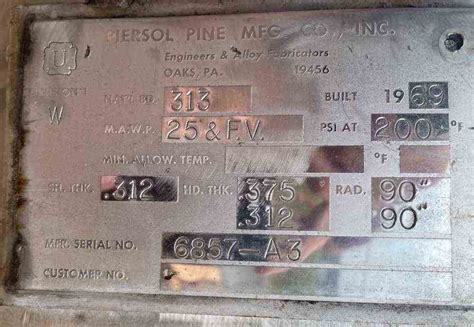 PIERSOL PINE MFG. CO., INC.
Engineers & Alloy Fabricators
OAKS, PA. 19456
U
W
NAT'L BD. 313 BUILT 1969
M.A.W.P. 25 & F.V. PSI AT 200 °F
MIN. ALLOW. TEMP. °F
SH. THK. .312 HD. THK. .375 RAD. 90"
.312 90"
MFR. SERIAL NO. 6857-A3
CUSTOMER NO.